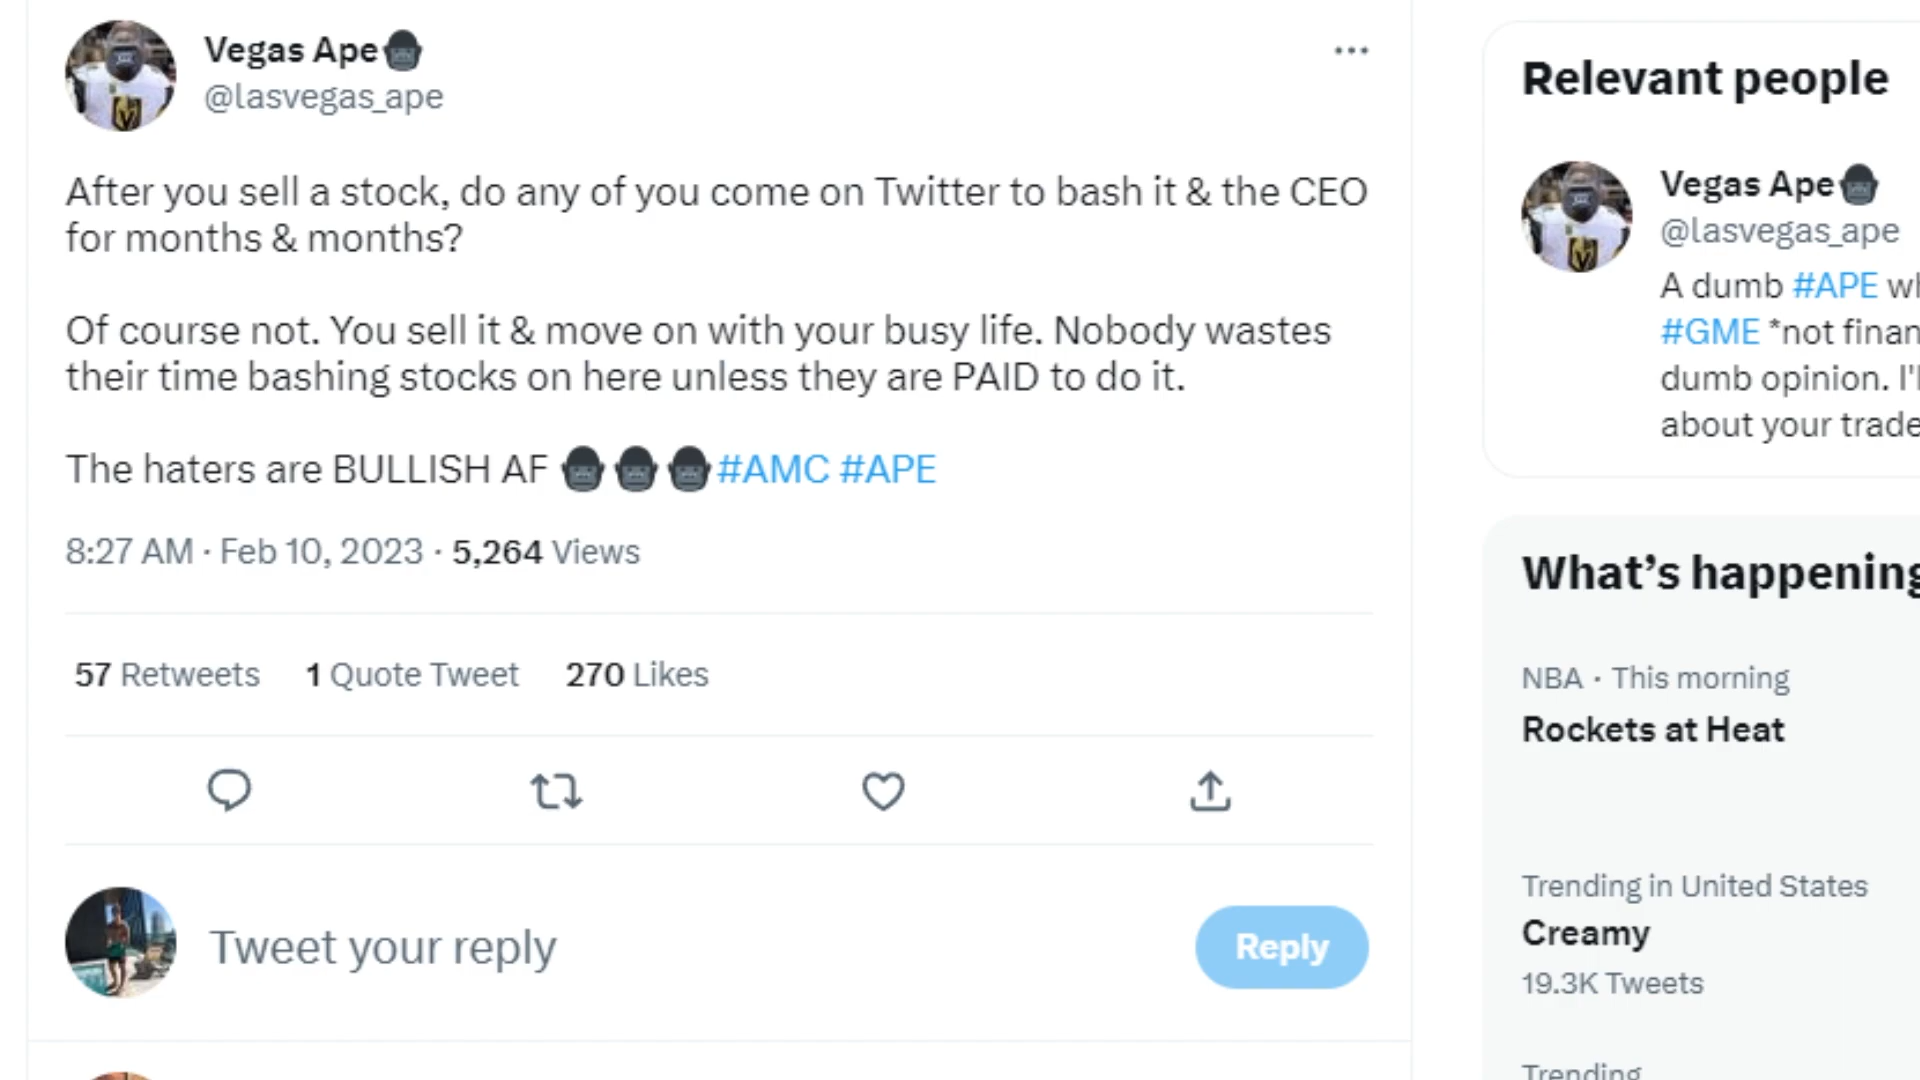 Vegas Ape🦍
@lasvegas_ape
After you sell a stock, do any of you come on Twitter to bash it & the CEO
for months & months?
Of course not. You sell it & move on with your busy life. Nobody wastes
their time bashing stocks on here unless they are PAID to do it.
The haters are BULLISH AF 🦍🦍🦍#AMC #APE
8:27 AM · Feb 10, 2023 · 5,264 Views
57 Retweets 1 Quote Tweet 270 Likes
Tweet your reply
Reply
Relevant people
Vegas Ape🦍
@lasvegas_ape
A dumb #APE
#GME *not
dumb opinion.
about your
What's happening
NBA · This morning
Rockets at Heat
Trending in United States
Creamy
19.3K Tweets
Trending